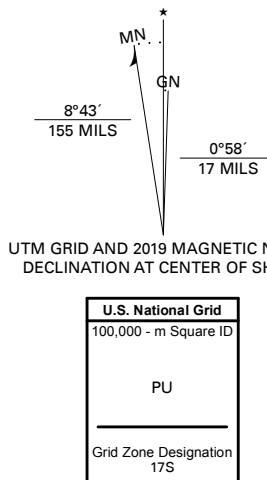 ★
MN
GN
8°43´
155 MILS
0°58´
17 MILS
UTM GRID AND 2019 MAGNETIC
DECLINATION AT CENTER OF
U.S. National Grid
100,000 - m Square ID
PU
Grid Zone Designation
17S